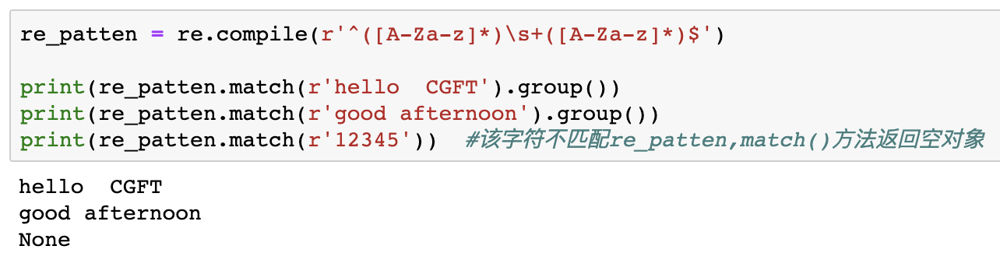 re_patten = re.compile(r'^([A-Za-z]*)\s+([A-Za-z]*)$')
print(re_patten.match(r'hello  CGFT').group())
print(re_patten.match(r'good afternoon').group())
print(re_patten.match(r'12345'))  #该字符不匹配re_patten,match()方法返回空对象
hello  CGFT
good afternoon
None